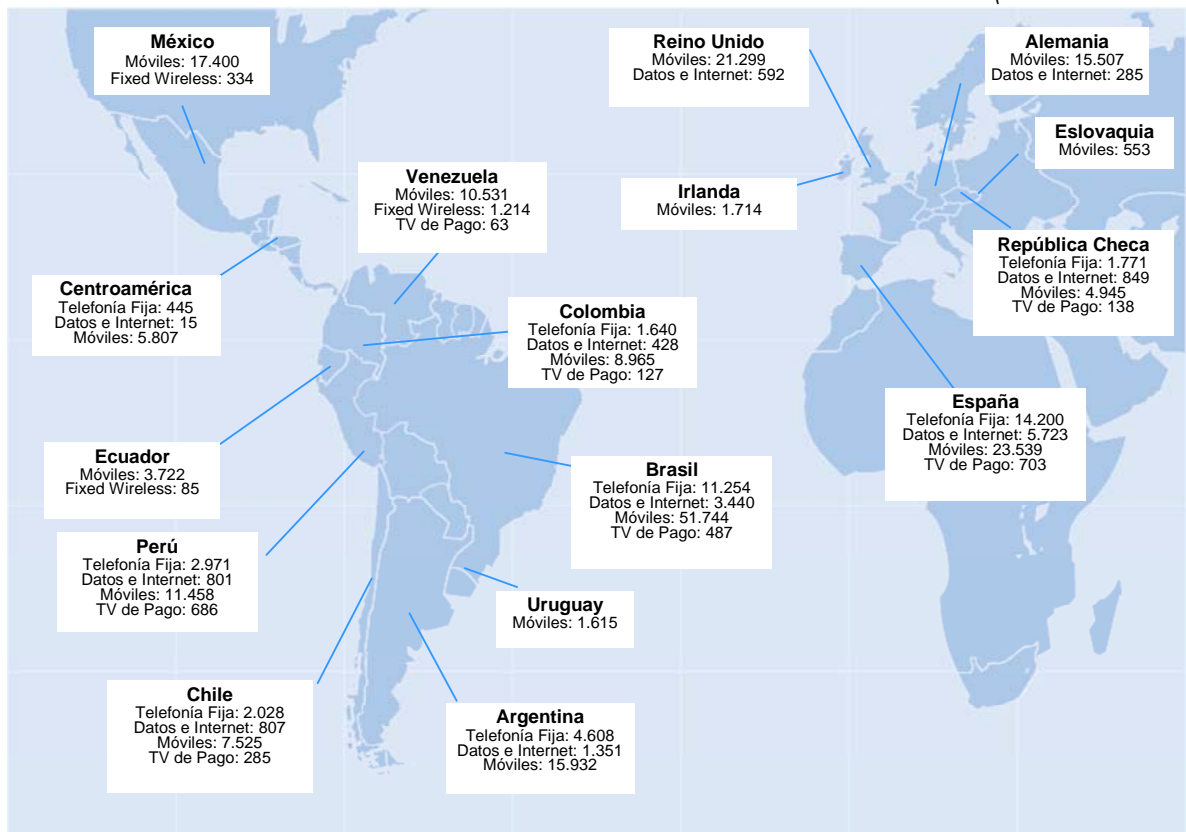 México
Móviles: 17.400
Fixed Wireless: 334
Reino Unido
Móviles: 21.299
Datos e Internet: 592
Alemania
Móviles: 15.507
Datos e Internet: 285
Eslovaquia
Móviles: 553
Venezuela
Móviles: 10.531
Fixed Wireless: 1.214
TV de Pago: 63
Irlanda
Móviles: 1.714
República Checa
Telefonía Fija: 1.771
Datos e Internet: 849
Móviles: 4.945
TV de Pago: 138
Centroamérica
Telefonía Fija: 445
Datos e Internet: 15
Móviles: 5.807
Colombia
Telefonía Fija: 1.640
Datos e Internet: 428
Móviles: 8.965
TV de Pago: 127
España
Telefonía Fija: 14.200
Datos e Internet: 5.723
Móviles: 23.539
TV de Pago: 703
Ecuador
Móviles: 3.722
Fixed Wireless: 85
Brasil
Telefonía Fija: 11.254
Datos e Internet: 3.440
Móviles: 51.744
TV de Pago: 487
Perú
Telefonía Fija: 2.971
Datos e Internet: 801
Móviles: 11.458
TV de Pago: 686
Uruguay
Móviles: 1.615
Chile
Telefonía Fija: 2.028
Datos e Internet: 807
Móviles: 7.525
TV de Pago: 285
Argentina
Telefonía Fija: 4.608
Datos e Internet: 1.351
Móviles: 15.932